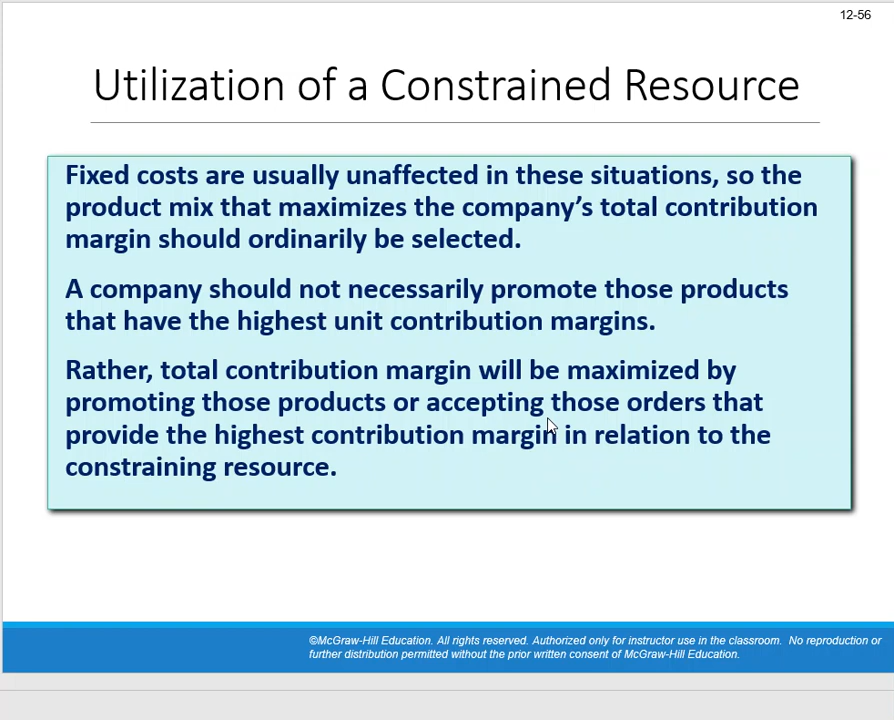 12-56
Utilization of a Constrained Resource
Fixed costs are usually unaffected in these situations, so the
product mix that maximizes the company’s total contribution
margin should ordinarily be selected.
A company should not necessarily promote those products
that have the highest unit contribution margins.
Rather, total contribution margin will be maximized by
promoting those products or accepting those orders that
provide the highest contribution margin in relation to the
constraining resource.
©McGraw-Hill Education. All rights reserved. Authorized only for instructor use in the classroom. No reproduction or
further distribution permitted without the prior written consent of McGraw-Hill Education.